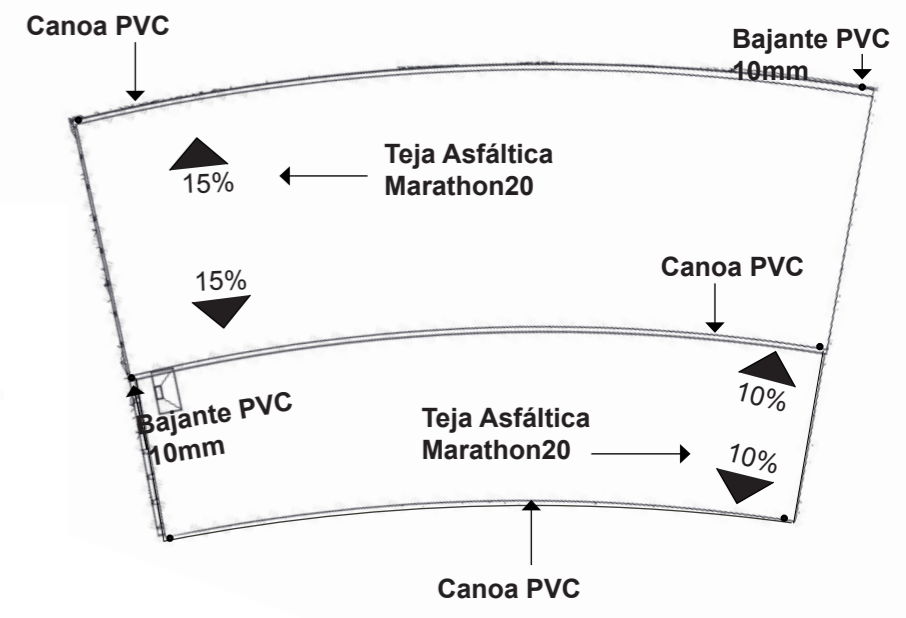 Canoa PVC
Bajante PVC
10mm
Teja Asfáltica
Marathon20
15%
15%
Canoa PVC
10%
Bajante PVC
10mm
Teja Asfáltica
Marathon20
10%
Canoa PVC